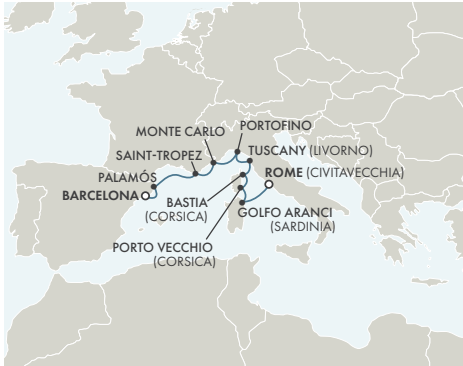 PORTOFINO
MONTE CARLO
TUSCANY (LIVORNO)
SAINT-TROPEZ
ROME (CIVITAVECCHIA)
PALAMÓS
BARCELONA
BASTIA
(CORSICA)
GOLFO ARANCI
(SARDINIA)
PORTO VECCHIO
(CORSICA)